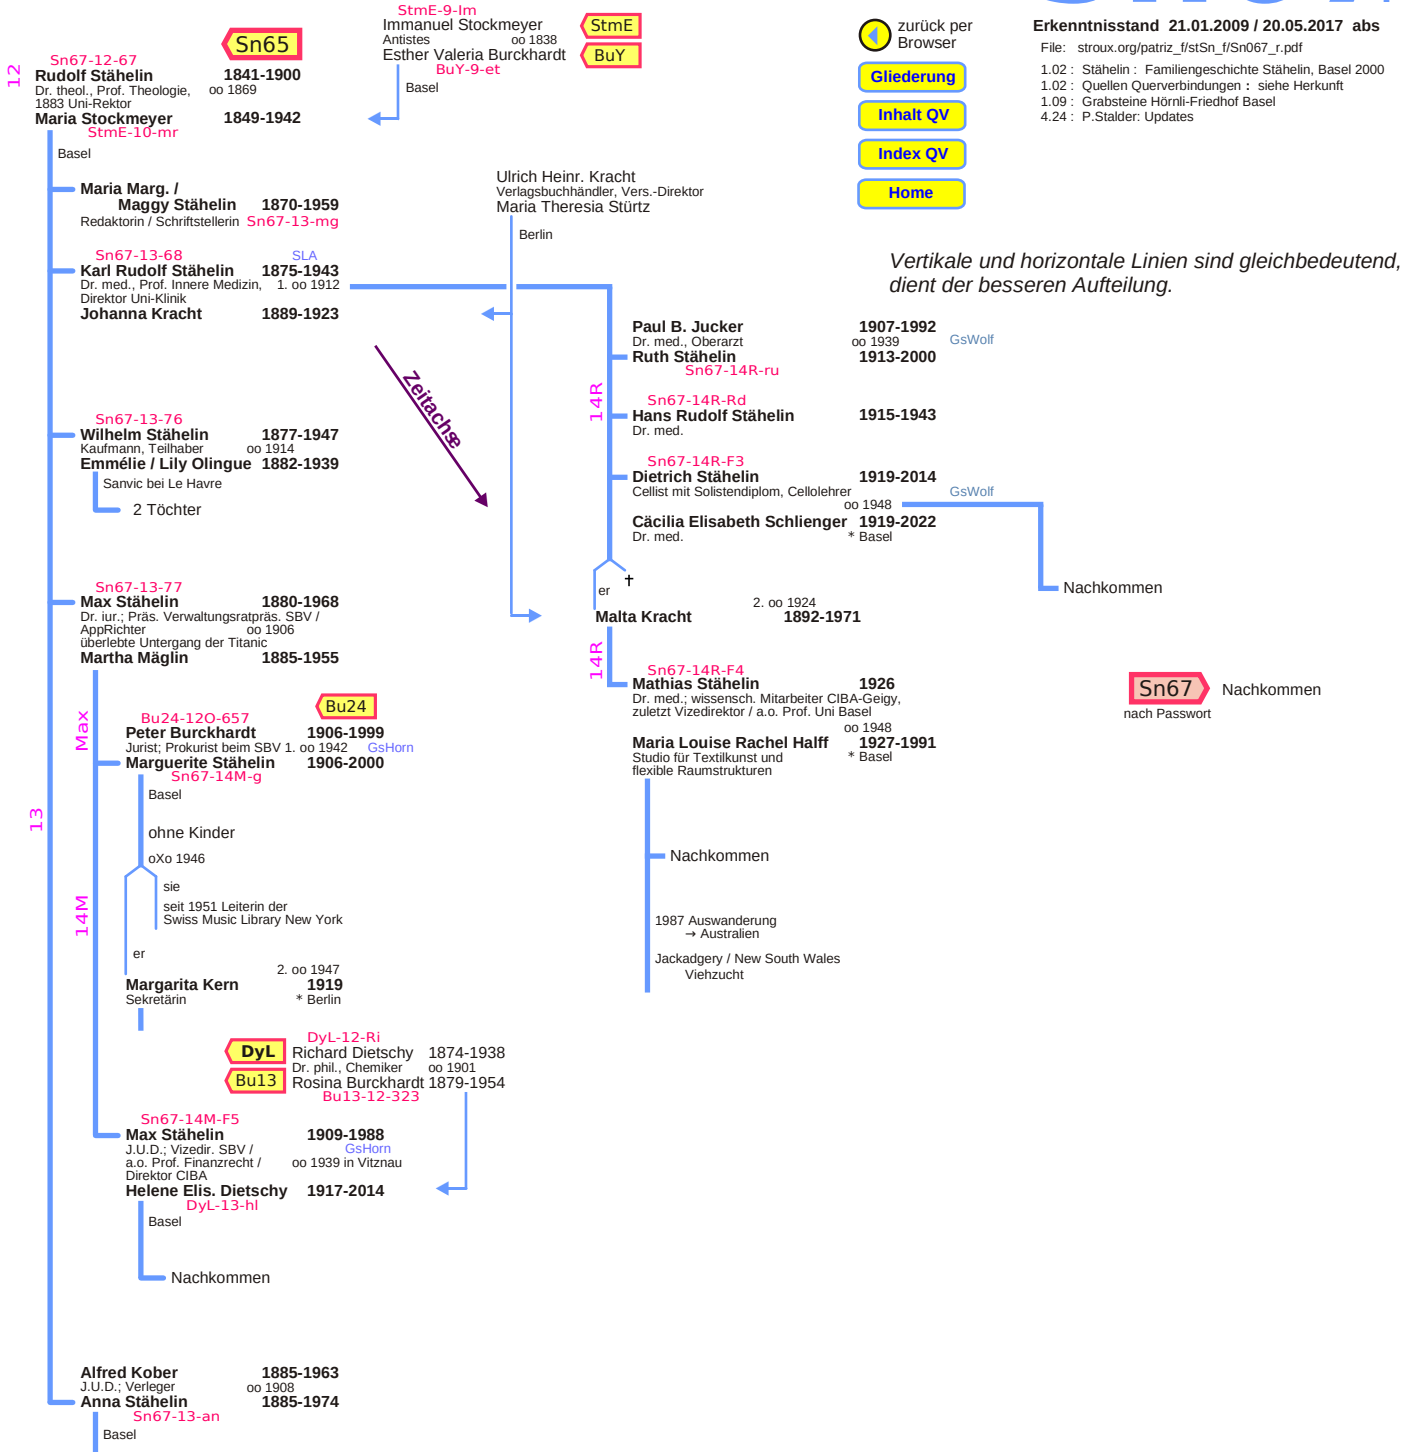 StmE-9-Im
Immanuel Stockmeyer
Antistes oo 1838
Esther Valeria Burckhardt
BuY-9-et
Basel
StmE
BuY
Sn65
12
Sn67-12-67
Rudolf Stähelin 1841-1900
Dr. theol., Prof. Theologie, oo 1869
1883 Uni-Rektor
Maria Stockmeyer 1849-1942
StmE-10-mr
Basel
zurück per
Browser
Gliederung
Inhalt QV
Index QV
Home
Erkenntnisstand 21.01.2009 / 20.05.2017 abs
File: stroux.org/patriz_f/stSn_f/Sn067_r.pdf
1.02 : Stähelin : Familiengeschichte Stähelin, Basel 2000
1.02 : Quellen Querverbindungen : siehe Herkunft
1.09 : Grabsteine Hörnli-Friedhof Basel
4.24 : P.Stalder: Updates
Vertikale und horizontale Linien sind gleichbedeutend,
dient der besseren Aufteilung.
Maria Marg. /
Maggy Stähelin 1870-1959
Redaktorin / Schriftstellerin Sn67-13-mg
Ulrich Heinr. Kracht
Verlagsbuchhändler, Vers.-Direktor
Maria Theresia Stürtz
Berlin
Sn67-13-68 SLA
Karl Rudolf Stähelin 1875-1943
Dr. med., Prof. Innere Medizin, 1. oo 1912
Direktor Uni-Klinik
Johanna Kracht 1889-1923
Zeitachse
14R
Paul B. Jucker 1907-1992
Dr. med., Oberarzt oo 1939 GsWolf
Ruth Stähelin 1913-2000
Sn67-14R-ru
Sn67-14R-Rd
Hans Rudolf Stähelin 1915-1943
Dr. med.
Sn67-14R-F3
Dietrich Stähelin 1919-2014
Cellist mit Solistendiplom, Cellolehrer GsWolf
oo 1948
Cäcilia Elisabeth Schlienger 1919-2022
Dr. med. * Basel
Nachkommen
Sn67-13-76
Wilhelm Stähelin 1877-1947
Kaufmann, Teilhaber oo 1914
Emmélie / Lily Olingue 1882-1939
Sanvic bei Le Havre
2 Töchter
†
er
2. oo 1924
Malta Kracht 1892-1971
14R
Sn67-14R-F4
Mathias Stähelin 1926
Dr. med.; wissensch. Mitarbeiter CIBA-Geigy,
zuletzt Vizedirektor / a.o. Prof. Uni Basel
oo 1948
Maria Louise Rachel Halff 1927-1991
Studio für Textilkunst und * Basel
flexible Raumstrukturen
Nachkommen
1987 Auswanderung
→ Australien
Jackadgery / New South Wales
Viehzucht
Sn67 Nachkommen
nach Passwort
Sn67-13-77
Max Stähelin 1880-1968
Dr. iur.; Präs. Verwaltungsratpräs. SBV /
AppRichter oo 1906
überlebte Untergang der Titanic
Martha Mäglin 1885-1955
Max
13
14M
Bu24
Bu24-12O-657
Peter Burckhardt 1906-1999
Jurist; Prokurist beim SBV 1. oo 1942 GsHorn
Marguerite Stähelin 1906-2000
Sn67-14M-g
Basel
ohne Kinder
oXo 1946
sie
seit 1951 Leiterin der
Swiss Music Library New York
er
2. oo 1947
Margarita Kern 1919
Sekretärin * Berlin
DyL-12-Ri
DyL Richard Dietschy 1874-1938
Dr. phil., Chemiker oo 1901
Bu13 Rosina Burckhardt 1879-1954
Bu13-12-323
Sn67-14M-F5
Max Stähelin 1909-1988
J.U.D.; Vizedir. SBV / GsHorn
a.o. Prof. Finanzrecht / oo 1939 in Vitznau
Direktor CIBA
Helene Elis. Dietschy 1917-2014
DyL-13-hl
Basel
Nachkommen
Alfred Kober 1885-1963
J.U.D.; Verleger oo 1908
Anna Stähelin 1885-1974
Sn67-13-an
Basel